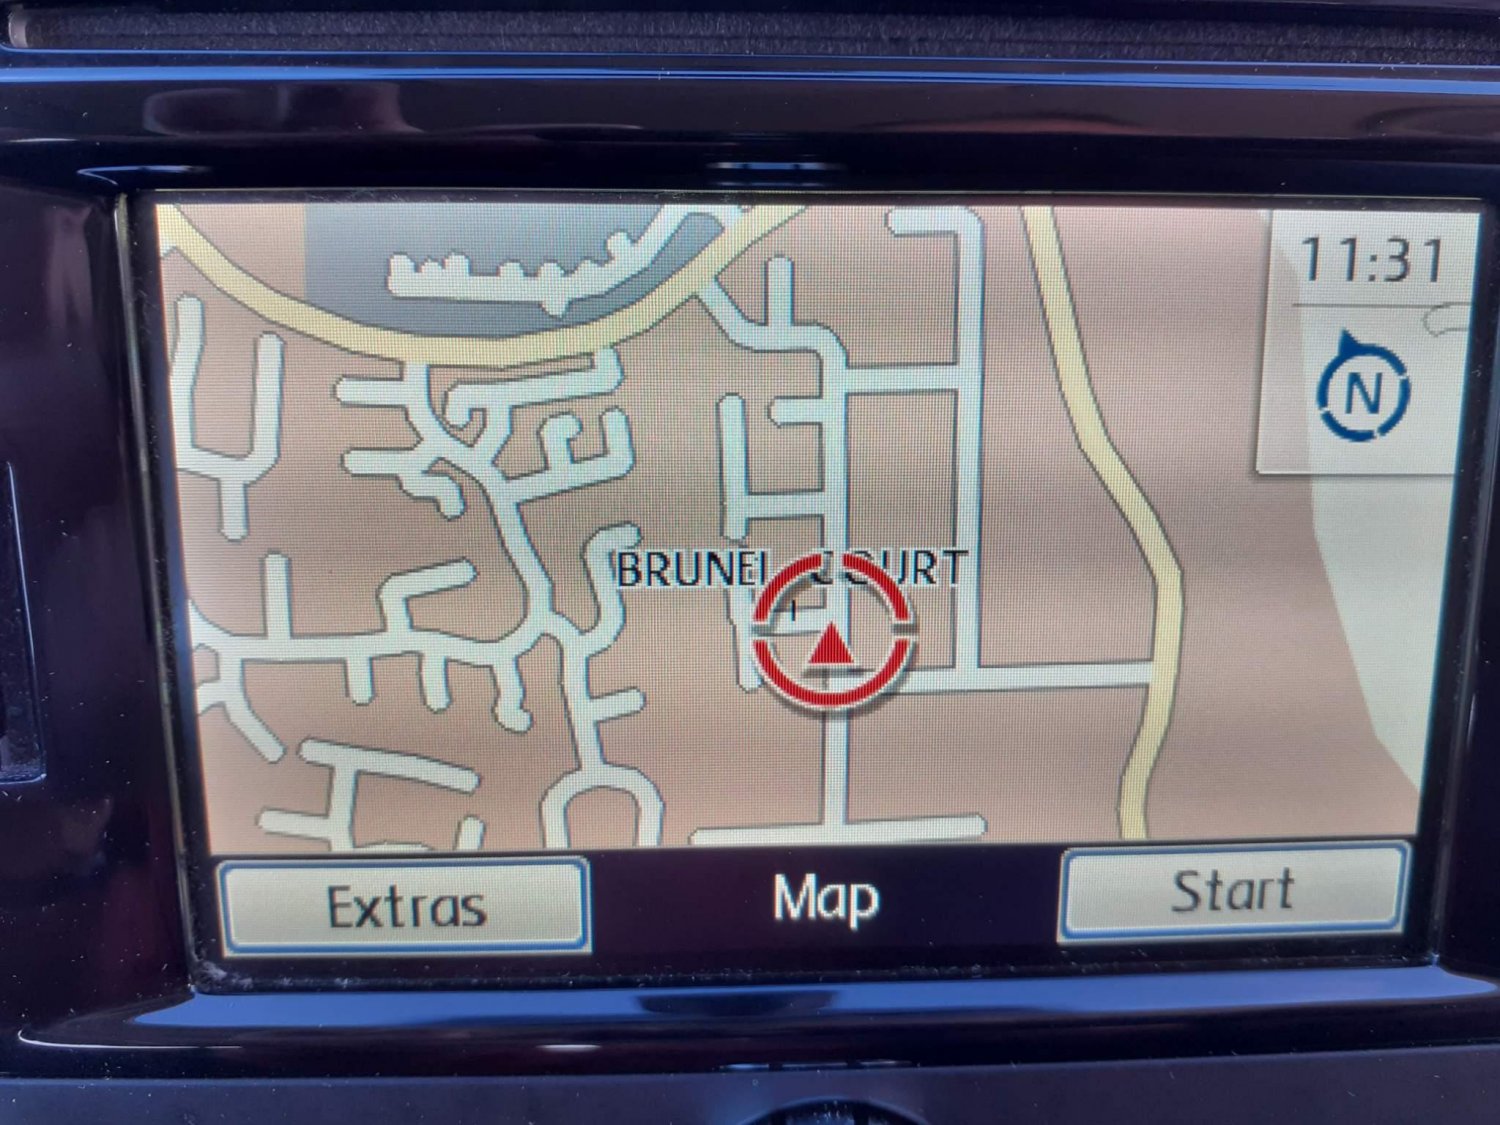 11:31
N
BRUNEL COURT
Extras
Map
Start